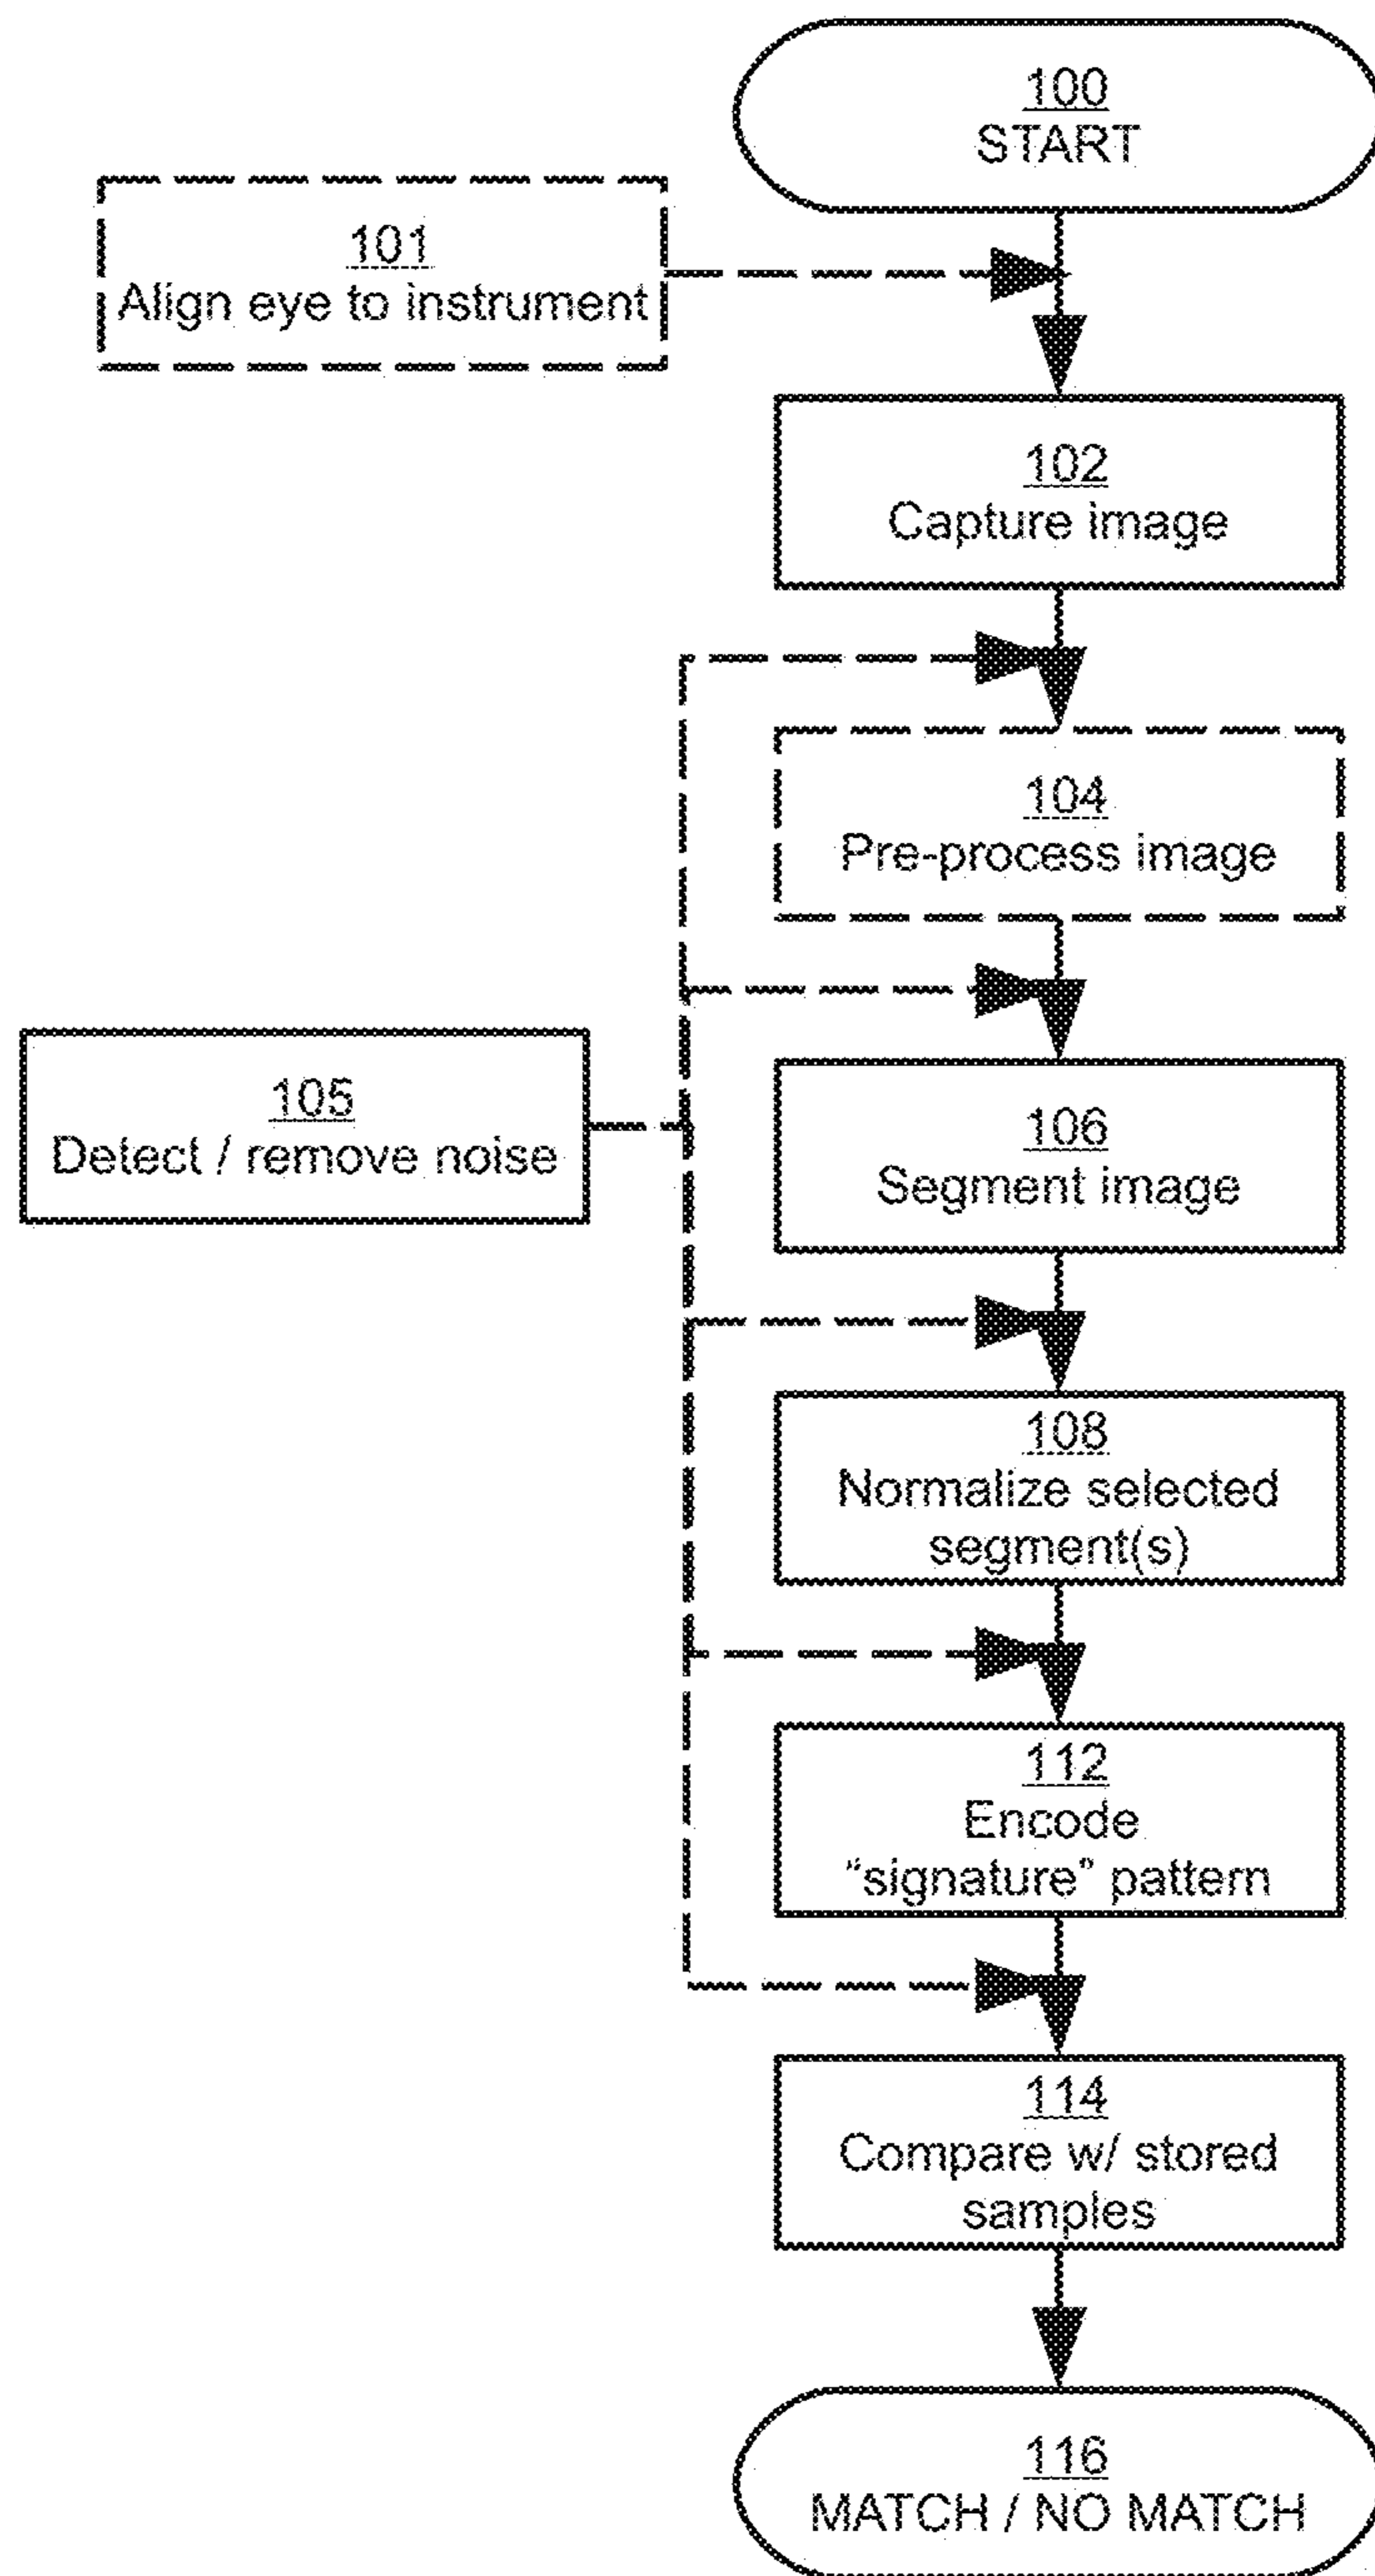 100
START
101
Align eye to instrument
102
Capture image
104
Pre-process image
105
Detect / remove noise
106
Segment image
108
Normalize selected
segment(s)
112
Encode
“signature” pattern
114
Compare w/ stored
samples
116
MATCH / NO MATCH